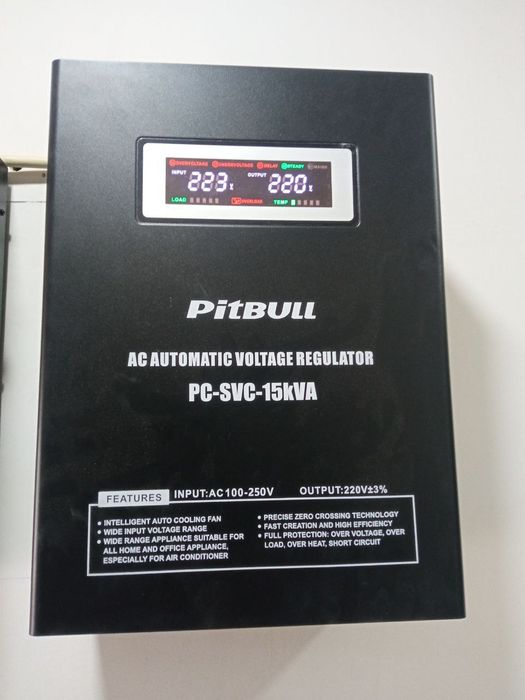 OVERVOLTAGE UNDERVOLTAGE DELAY STEADY
INPUT 223 V OUTPUT 220 V
LOAD OVERLOAD TEMP
PITBULL
AC AUTOMATIC VOLTAGE REGULATOR
PC-SVC-15kVA
FEATURES INPUT:AC100-250V OUTPUT:220V±3%
• INTELLIGENT AUTO COOLING FAN
• WIDE INPUT VOLTAGE RANGE
• WIDE RANGE APPLIANCE SUITABLE FOR
ALL HOME AND OFFICE APPLIANCE,
ESPECIALLY FOR AIR CONDITIONER
• PRECISE ZERO CROSSING TECHNOLOGY
• FAST CREATION AND HIGH EFFICIENCY
• FULL PROTECTION: OVER VOLTAGE, OVER
LOAD, OVER HEAT, SHORT CIRCUIT